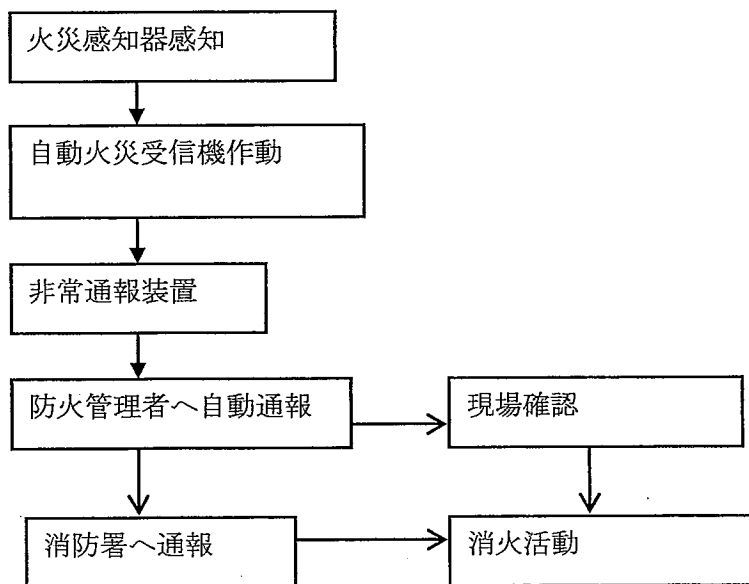 火災感知器感知
自動火災受信機作動
非常通報装置
防火管理者へ自動通報
現場確認
消防署へ通報
消火活動